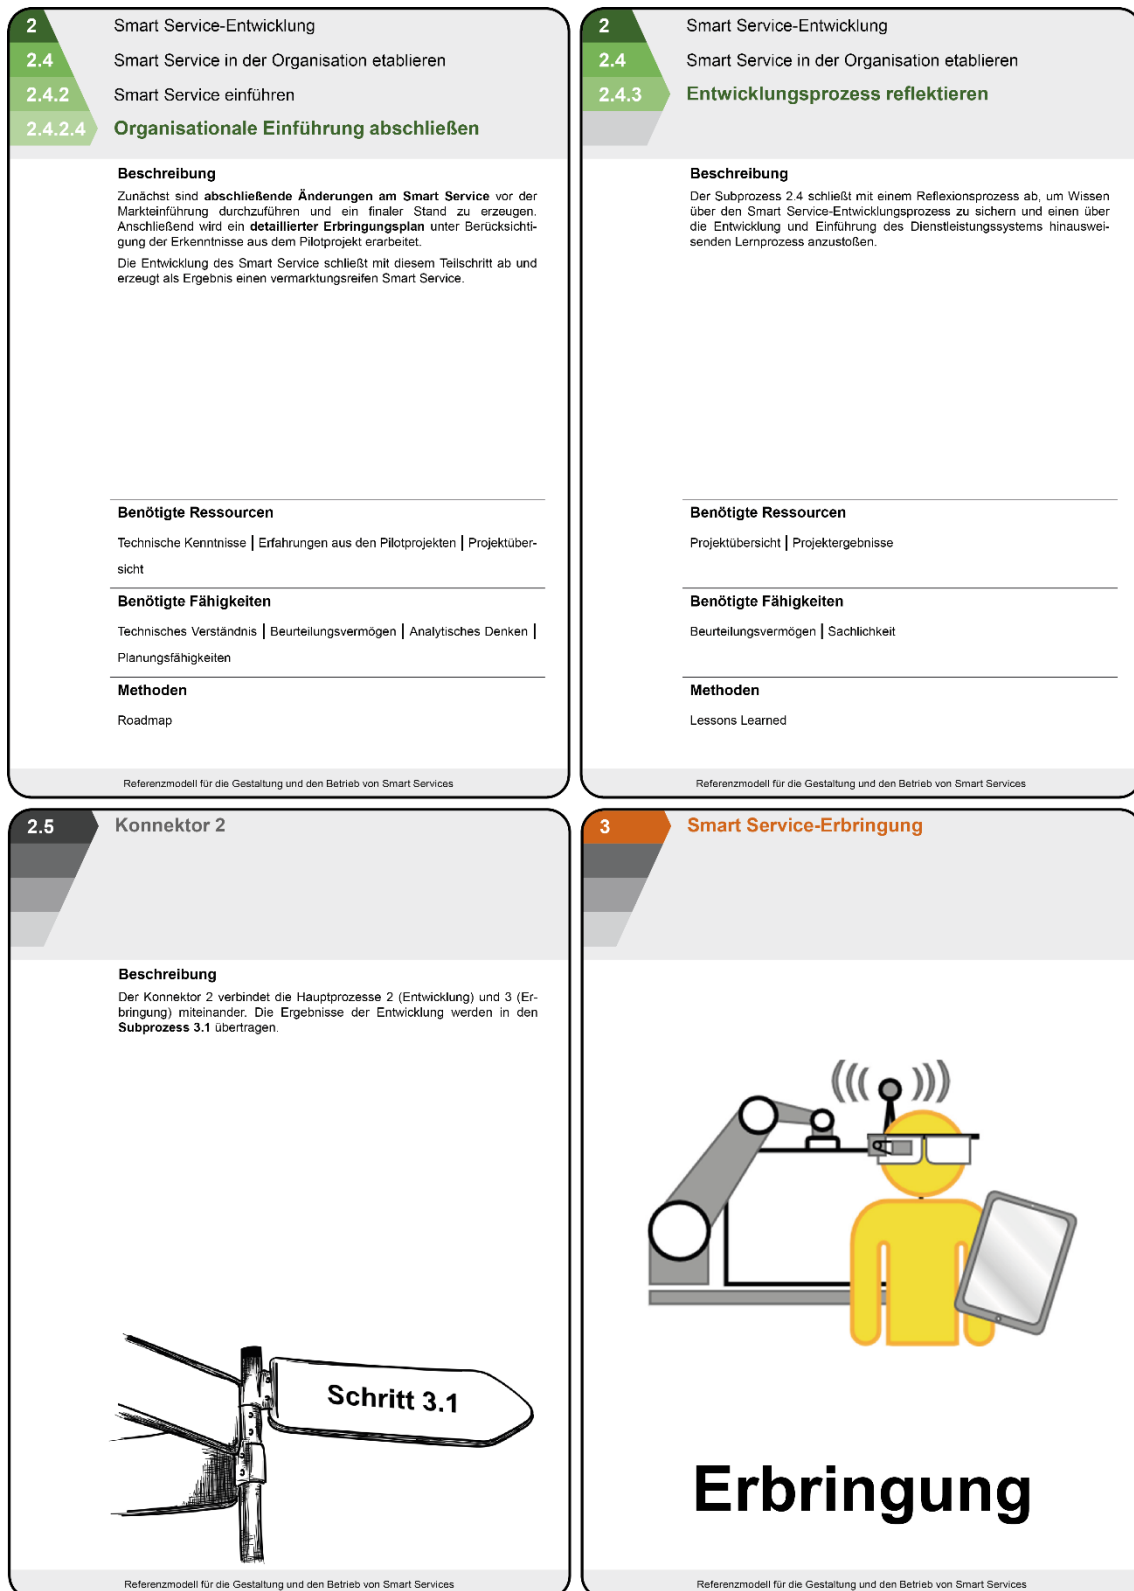 2 Smart Service-Entwicklung
2.4 Smart Service in der Organisation etablieren
2.4.2 Smart Service einführen
2.4.2.4 Organisationale Einführung abschließen
Beschreibung
Zunächst sind abschließende Änderungen am Smart Service vor der
Markteinführung durchzuführen und ein finaler Stand zu erzeugen.
Anschließend wird ein detaillierter Erbringungsplan unter Berücksichti-
gung der Erkenntnisse aus dem Pilotprojekt erarbeitet.
Die Entwicklung des Smart Service schließt mit diesem Teilschritt ab und
erzeugt als Ergebnis einen vermarktungsreifen Smart Service.
Benötigte Ressourcen
Technische Kenntnisse | Erfahrungen aus den Pilotprojekten | Projektüber-
sicht
Benötigte Fähigkeiten
Technisches Verständnis | Beurteilungsvermögen | Analytisches Denken |
Planungsfähigkeiten
Methoden
Roadmap
Referenzmodell für die Gestaltung und den Betrieb von Smart Services
2 Smart Service-Entwicklung
2.4 Smart Service in der Organisation etablieren
2.4.3 Entwicklungsprozess reflektieren
Beschreibung
Der Subprozess 2.4 schließt mit einem Reflexionsprozess ab, um Wissen
über den Smart Service-Entwicklungsprozess zu sichern und einen über
die Entwicklung und Einführung des Dienstleistungssystems hinauswei-
senden Lernprozess anzustoßen.
Benötigte Ressourcen
Projektübersicht | Projektergebnisse
Benötigte Fähigkeiten
Beurteilungsvermögen | Sachlichkeit
Methoden
Lessons Learned
Referenzmodell für die Gestaltung und den Betrieb von Smart Services
2.5 Konnektor 2
Beschreibung
Der Konnektor 2 verbindet die Hauptprozesse 2 (Entwicklung) und 3 (Er-
bringung) miteinander. Die Ergebnisse der Entwicklung werden in den
Subprozess 3.1 übertragen.
Schritt 3.1
Referenzmodell für die Gestaltung und den Betrieb von Smart Services
3 Smart Service-Erbringung
Erbringung
Referenzmodell für die Gestaltung und den Betrieb von Smart Services